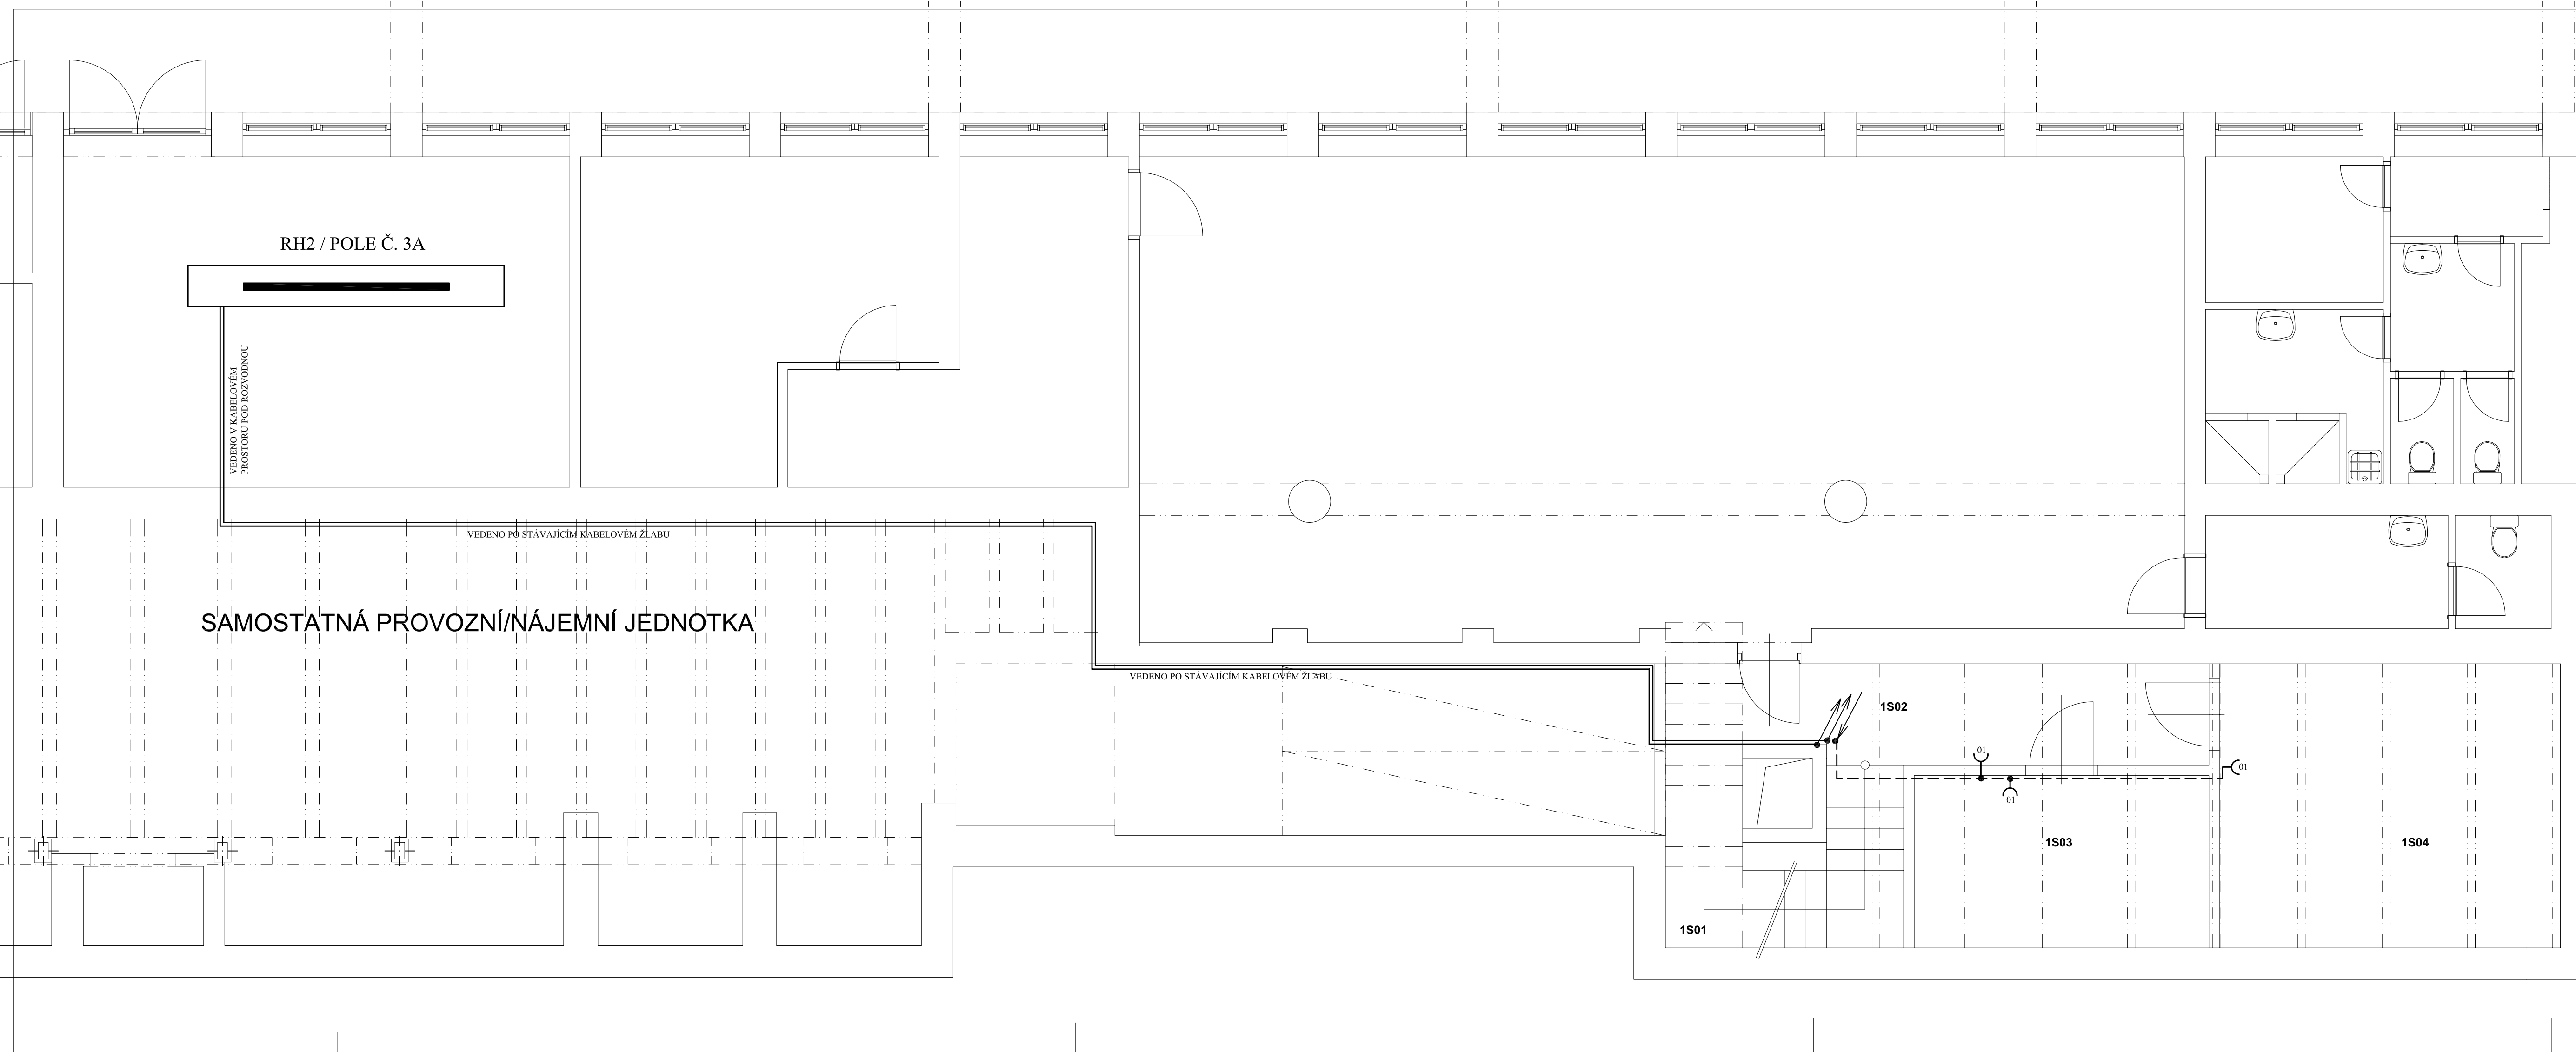 RH2 / POLE Č. 3A
VEDENO V KABELOVÉM
PROSTORU POD ROZVODNOU
VEDENO PO STÁVAJÍCÍM KABELOVÉM ŽLABU
SAMOSTATNÁ PROVOZNÍ/NÁJEMNÍ JEDNOTKA
VEDENO PO STÁVAJÍCÍM KABELOVÉM ŽLABU
1S02
01
01
01
1S03
1S04
1S01